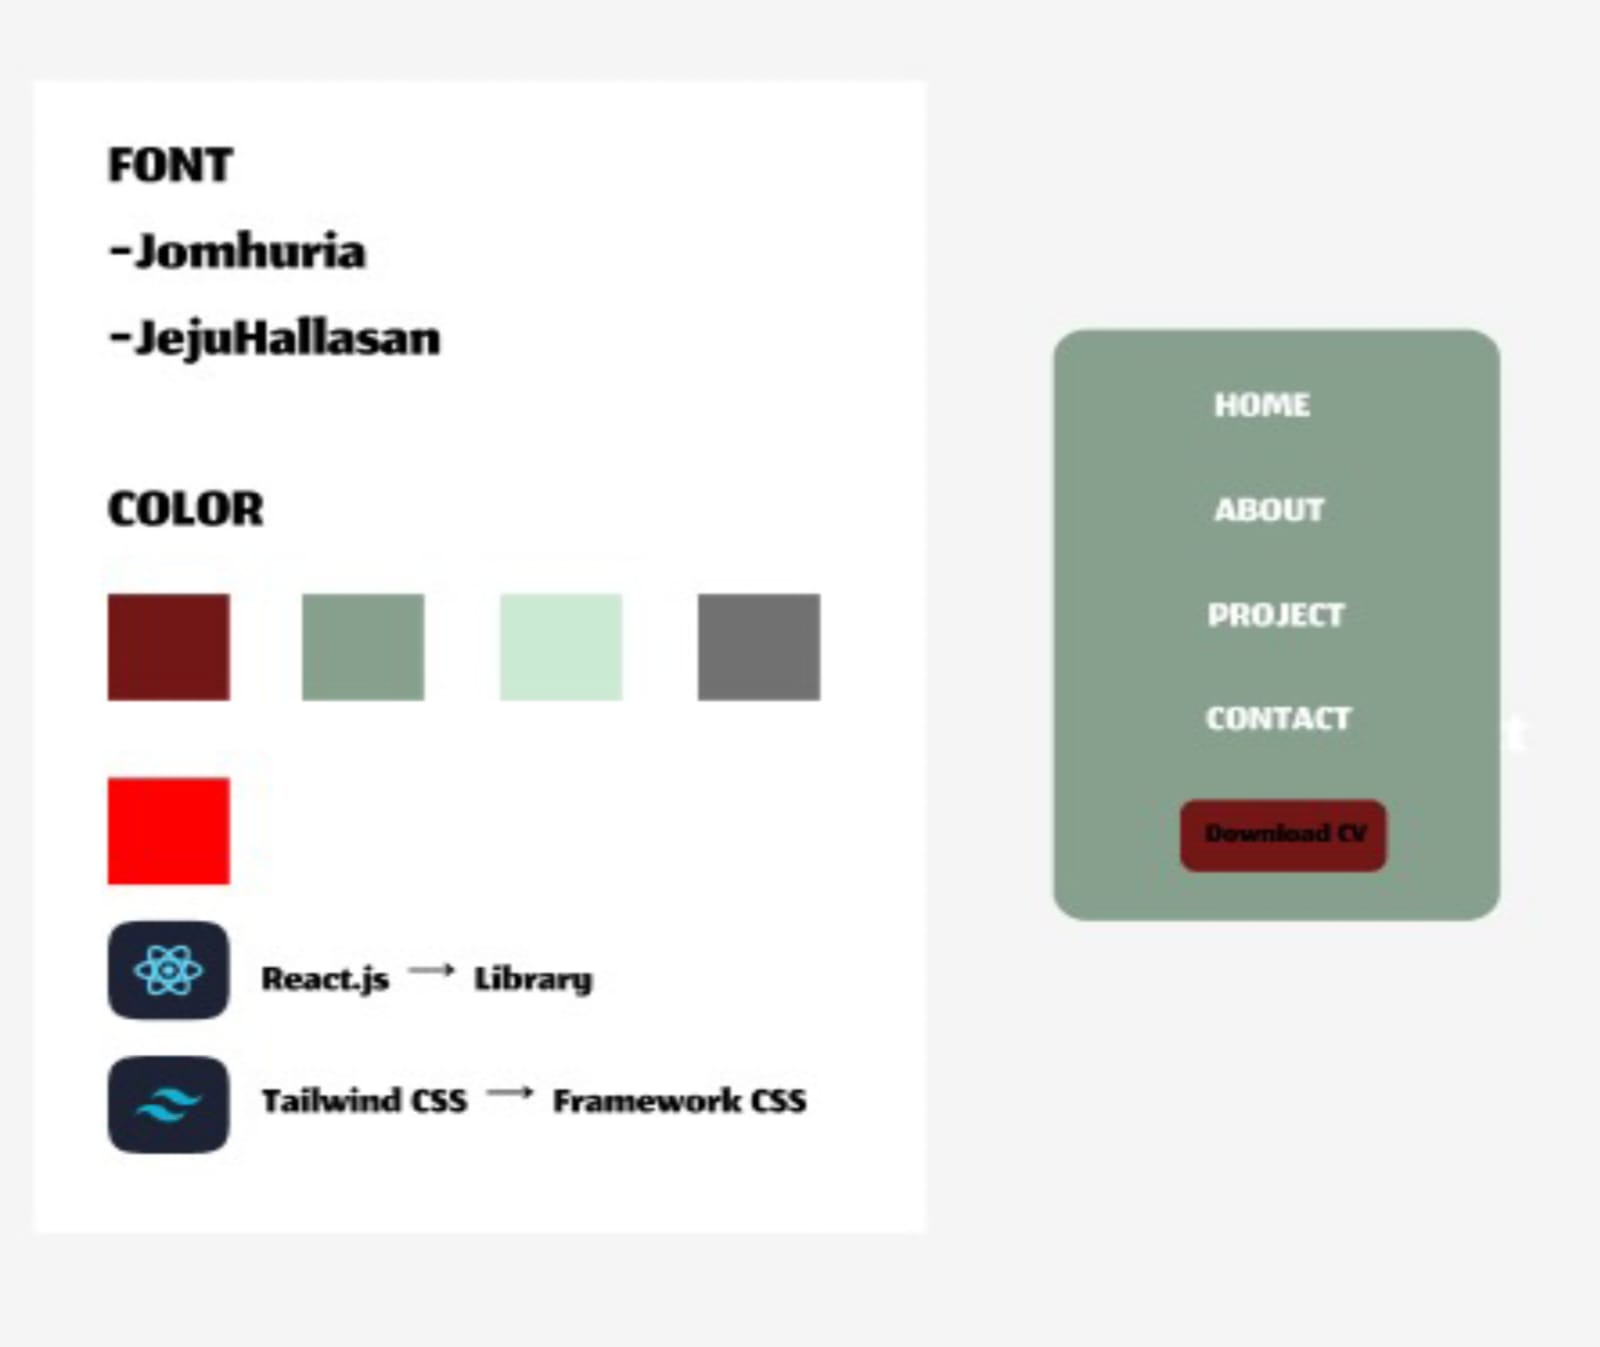 FONT
-Jomhuria
-JejuHallasan
COLOR
React.js → Library
Tailwind CSS → Framework CSS
HOME
ABOUT
PROJECT
CONTACT
t
Download CV